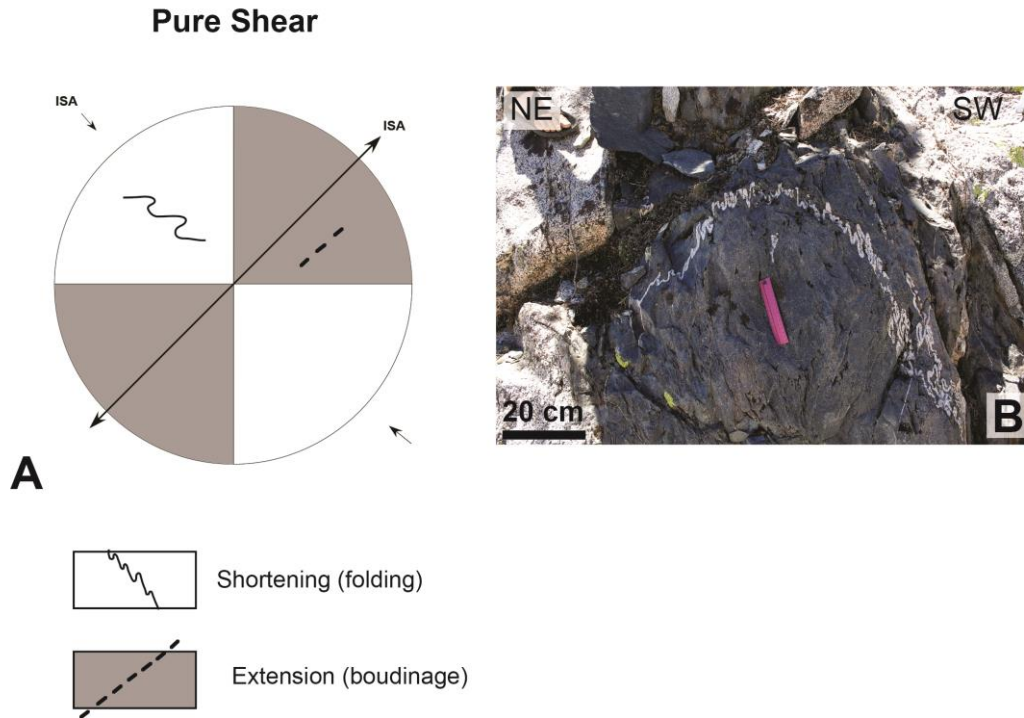 Pure Shear
ISA
ISA
A
NE
SW
20 cm
B
Shortening (folding)
Extension (boudinage)